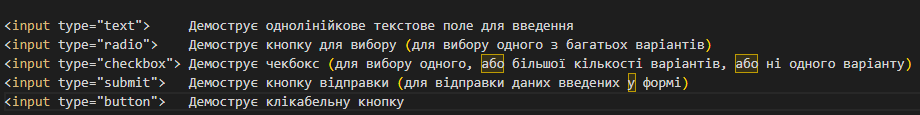 <input type="text">     Демострує однолінійкове текстове поле для введення
<input type="radio">    Демострує кнопку для вибору (для вибору одного з багатьох варіантів)
<input type="checkbox"> Демострує чекбокс (для вибору одного, або більшої кількості варіантів, або ні одного варіанту)
<input type="submit">   Демострує кнопку відправки (для відправки даних введених у формі)
<input type="button">   Демострує клікабельну кнопку